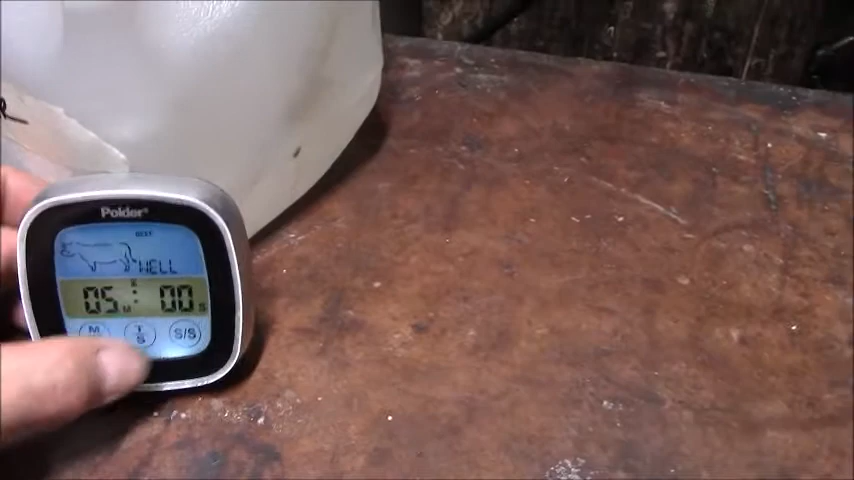 Polder
BEEF
WELL
05 M : 00 S
M T/S S/S